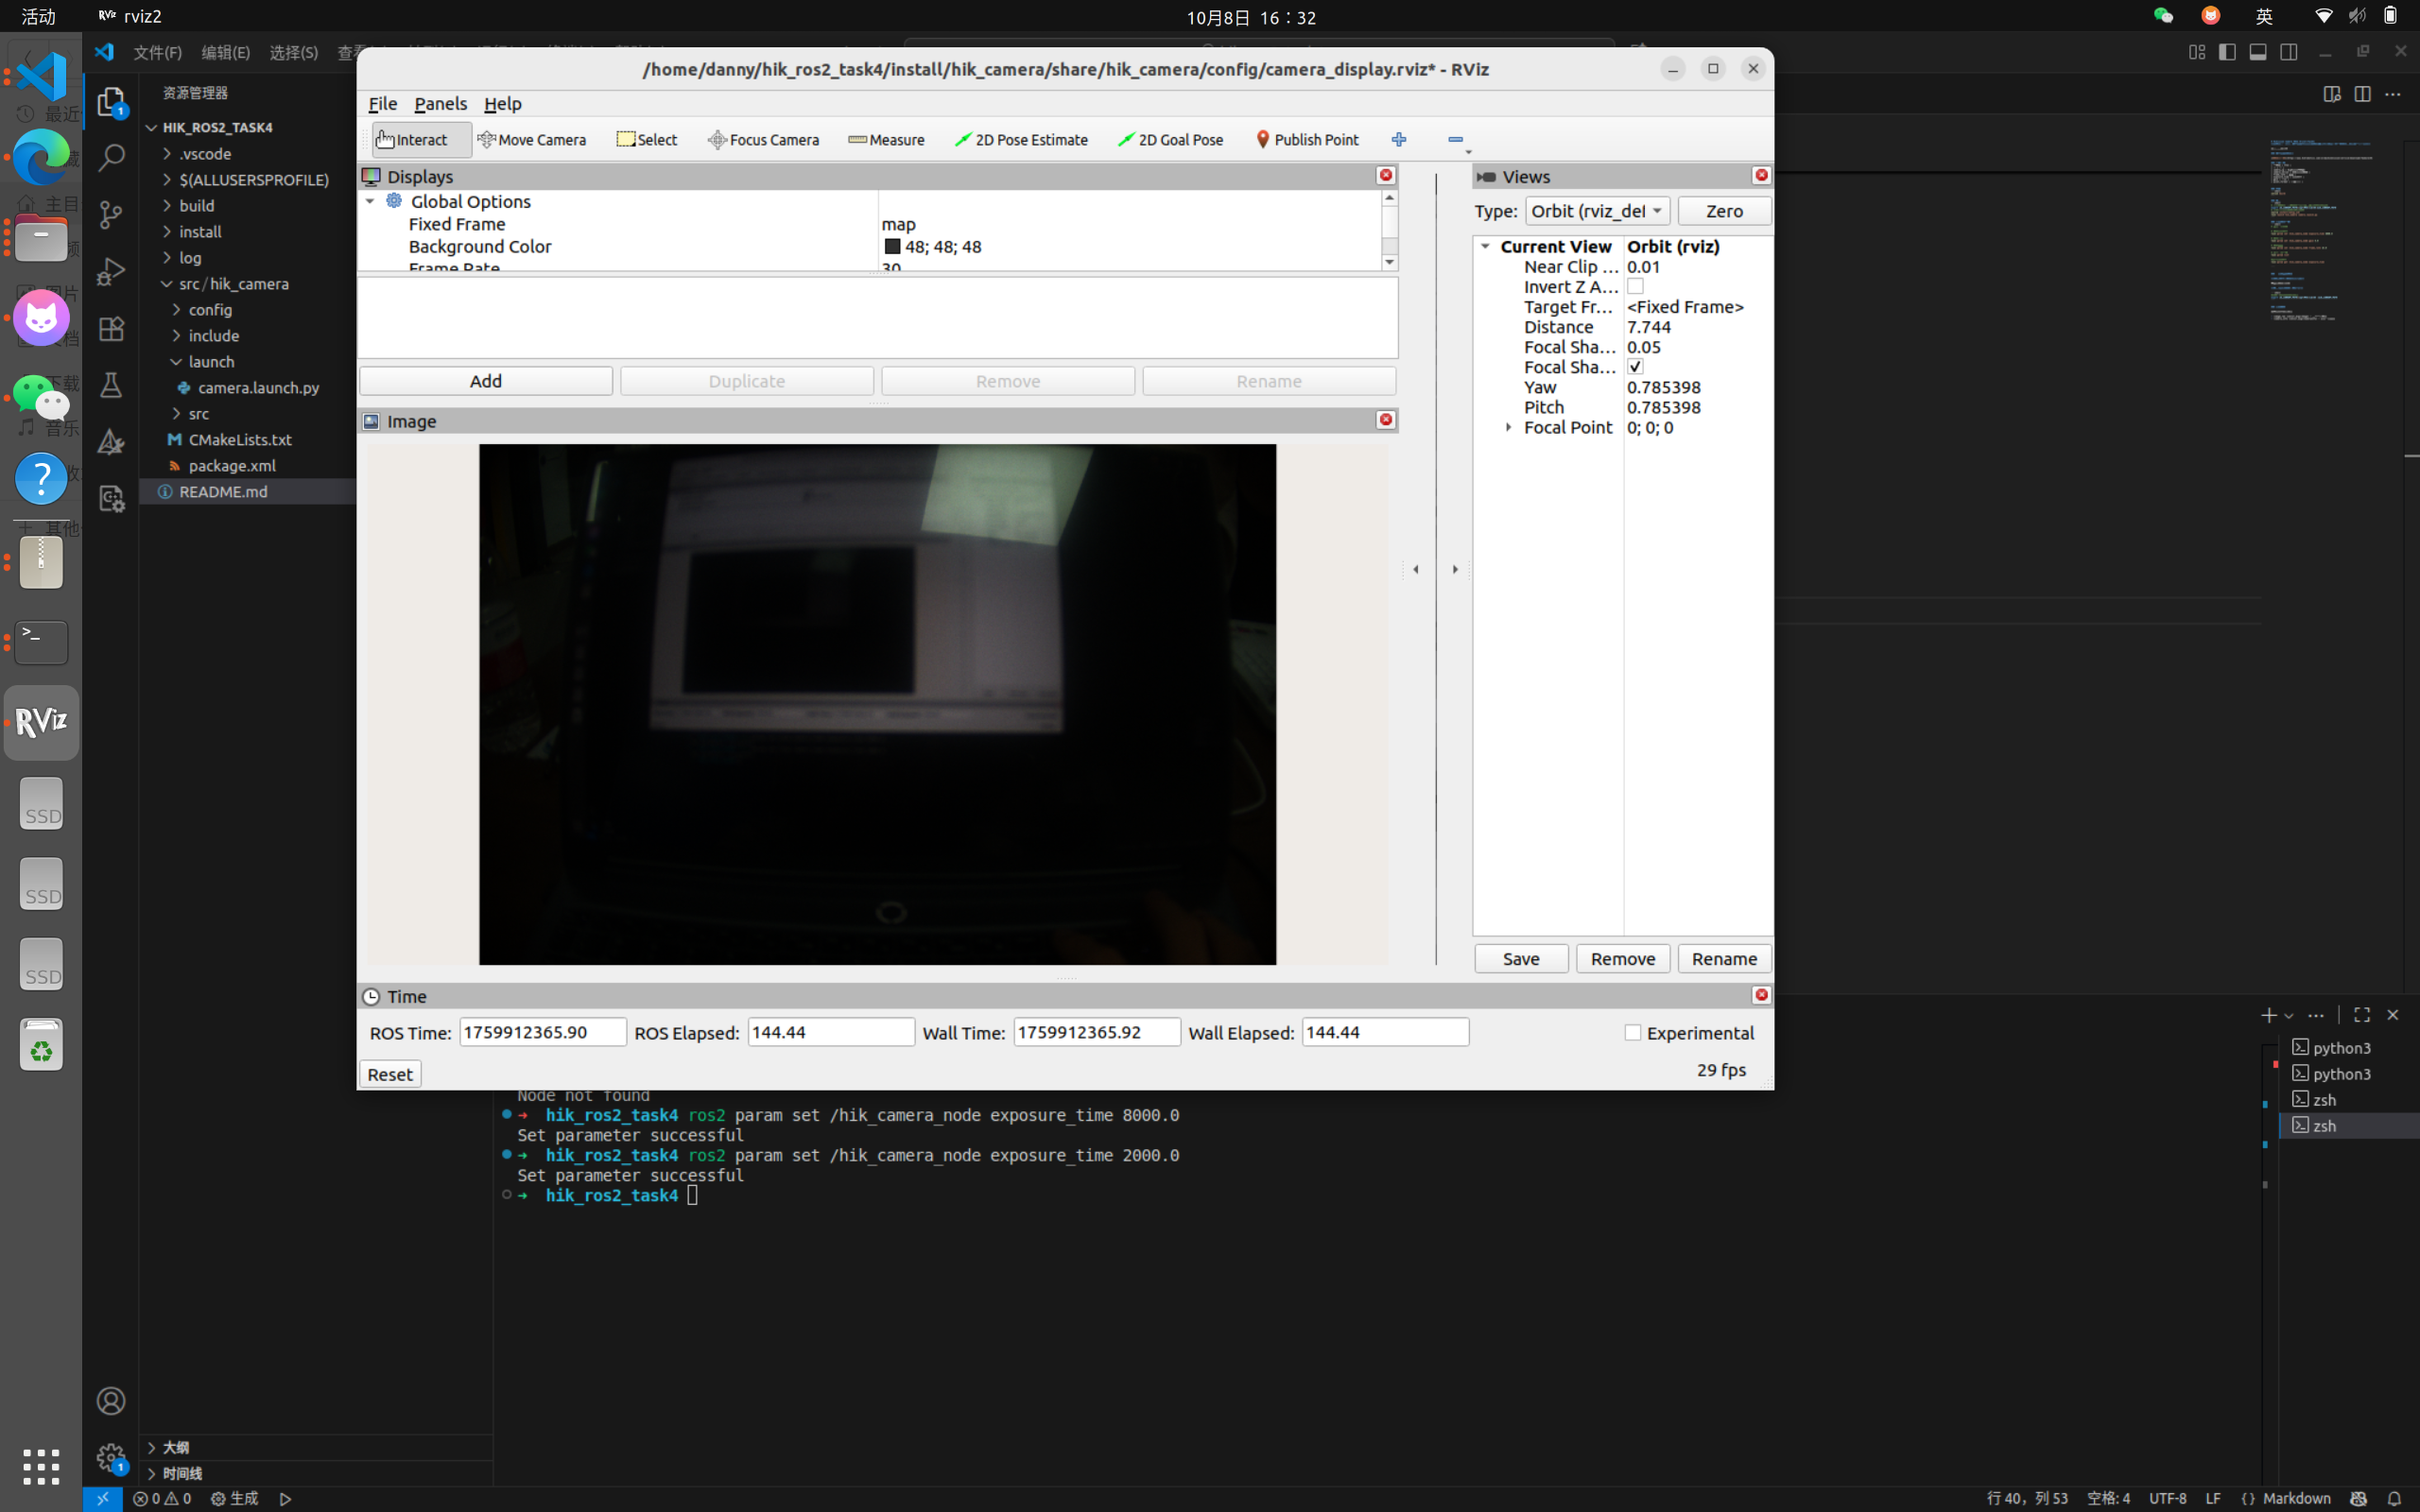 活动
rviz2
10月8日 16：32
英
文件(F) 编辑(E) 选择(S)
/home/danny/hik_ros2_task4/install/hik_camera/share/hik_camera/config/camera_display.rviz* - RViz
File Panels Help
Interact Move Camera Select Focus Camera Measure 2D Pose Estimate 2D Goal Pose Publish Point
资源管理器
HIK_ROS2_TASK4
.vscode
$(ALLUSERSPROFILE)
build
install
log
src/hik_camera
config
include
launch
camera.launch.py
src
CMakeLists.txt
package.xml
README.md
大纲
时间线
Displays
Global Options
Fixed Frame map
Background Color 48; 48; 48
Frame Rate 30
Add Duplicate Remove Rename
Image
Views
Type: Orbit (rviz_def Zero
Current View Orbit (rviz)
Near Clip ... 0.01
Invert Z A...
Target Fr... <Fixed Frame>
Distance 7.744
Focal Sha... 0.05
Focal Sha...
Yaw 0.785398
Pitch 0.785398
Focal Point 0; 0; 0
Save Remove Rename
Time
ROS Time: 1759912365.90 ROS Elapsed: 144.44 Wall Time: 1759912365.92 Wall Elapsed: 144.44 Experimental
Reset 29 fps
Node not found
hik_ros2_task4 ros2 param set /hik_camera_node exposure_time 8000.0
Set parameter successful
hik_ros2_task4 ros2 param set /hik_camera_node exposure_time 2000.0
Set parameter successful
hik_ros2_task4
python3
python3
zsh
zsh
RViz
SSD
SSD
SSD
0 0 生成
行 40，列 53 空格: 4 UTF-8 LF {} Markdown